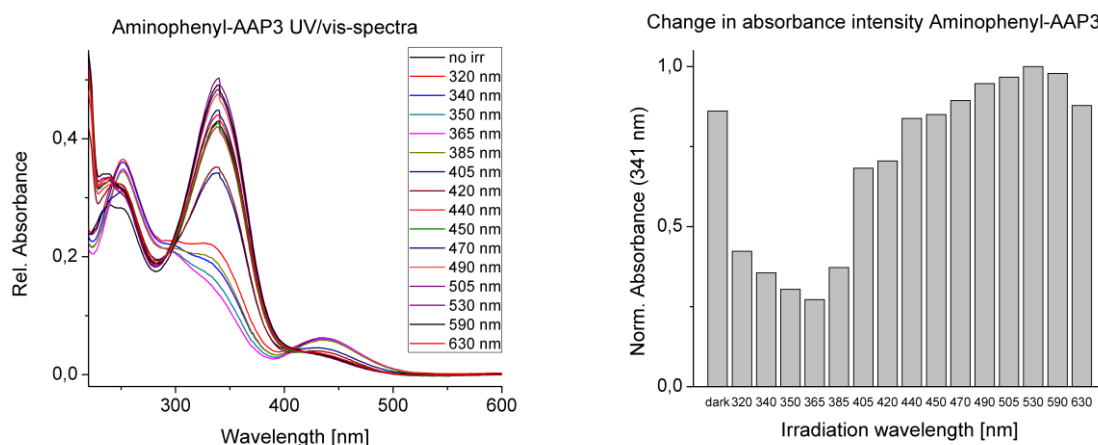 Aminophenyl-AAP3 UV/vis-spectra
Rel. Absorbance
0,4
0,2
0,0
300
400
500
600
Wavelength [nm]
no irr
320 nm
340 nm
350 nm
365 nm
385 nm
405 nm
420 nm
440 nm
450 nm
470 nm
490 nm
505 nm
530 nm
590 nm
630 nm
Change in absorbance intensity Aminophenyl-AAP3
Norm. Absorbance (341 nm)
1,0
0,5
0,0
dark 320 340 350 365 385 405 420 440 450 470 490 505 530 590 630
Irradiation wavelength [nm]